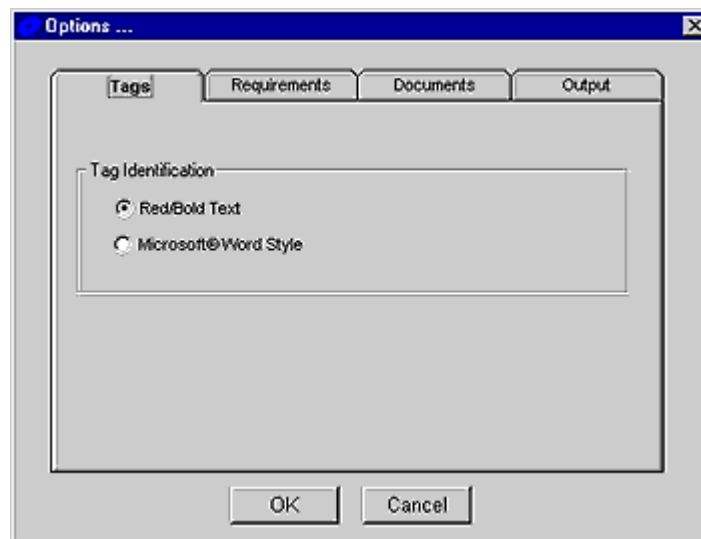 Options ...
Tags Requirements Documents Output
Tag Identification
Red/Bold Text
Microsoft® Word Style
OK Cancel